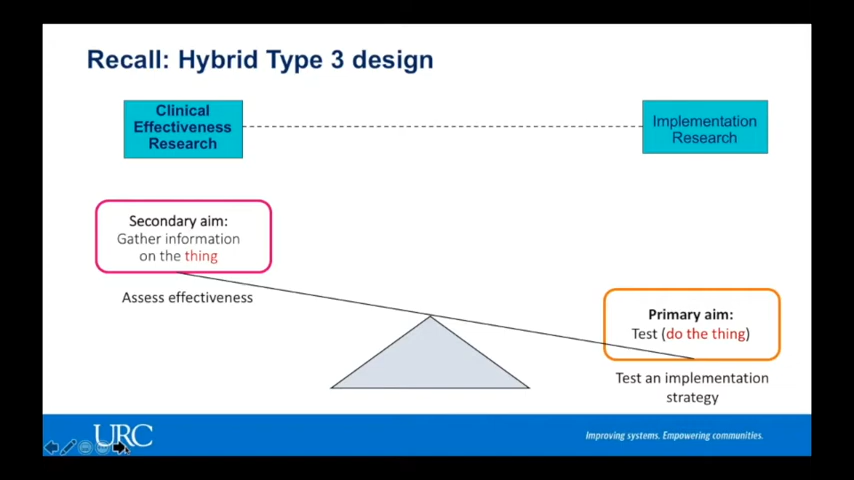 Recall: Hybrid Type 3 design
Clinical
Effectiveness
Research
Implementation
Research
Secondary aim:
Gather information
on the thing
Assess effectiveness
Primary aim:
Test (do the thing)
Test an implementation
strategy
URC
Improving systems. Empowering communities.